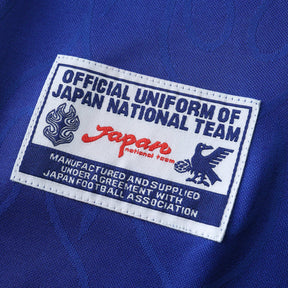 OFFICIAL UNIFORM OF
JAPAN NATIONAL TEAM
Japan
national team
MANUFACTURED AND SUPPLIED
UNDER AGREEMENT WITH
JAPAN FOOTBALL ASSOCIATION